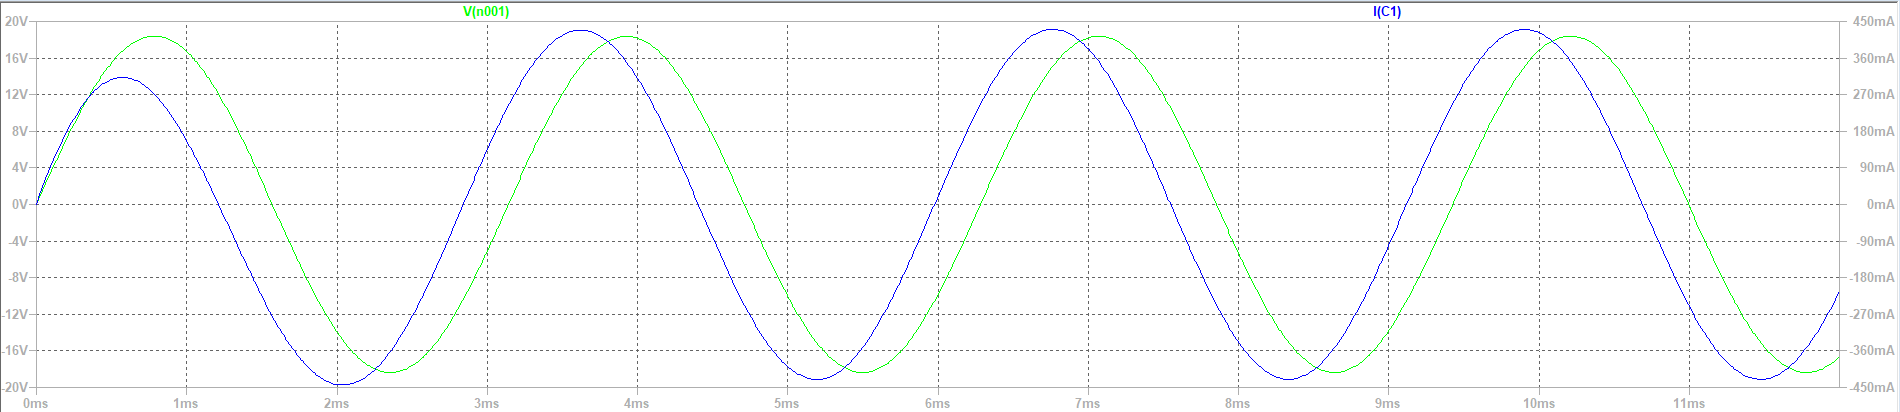 V(n001) I(C1)
20V 450mA
16V 360mA
12V 270mA
8V 180mA
4V 90mA
0V 0mA
-4V -90mA
-8V -180mA
-12V -270mA
-16V -360mA
-20V -450mA
0ms 1ms 2ms 3ms 4ms 5ms 6ms 7ms 8ms 9ms 10ms 11ms